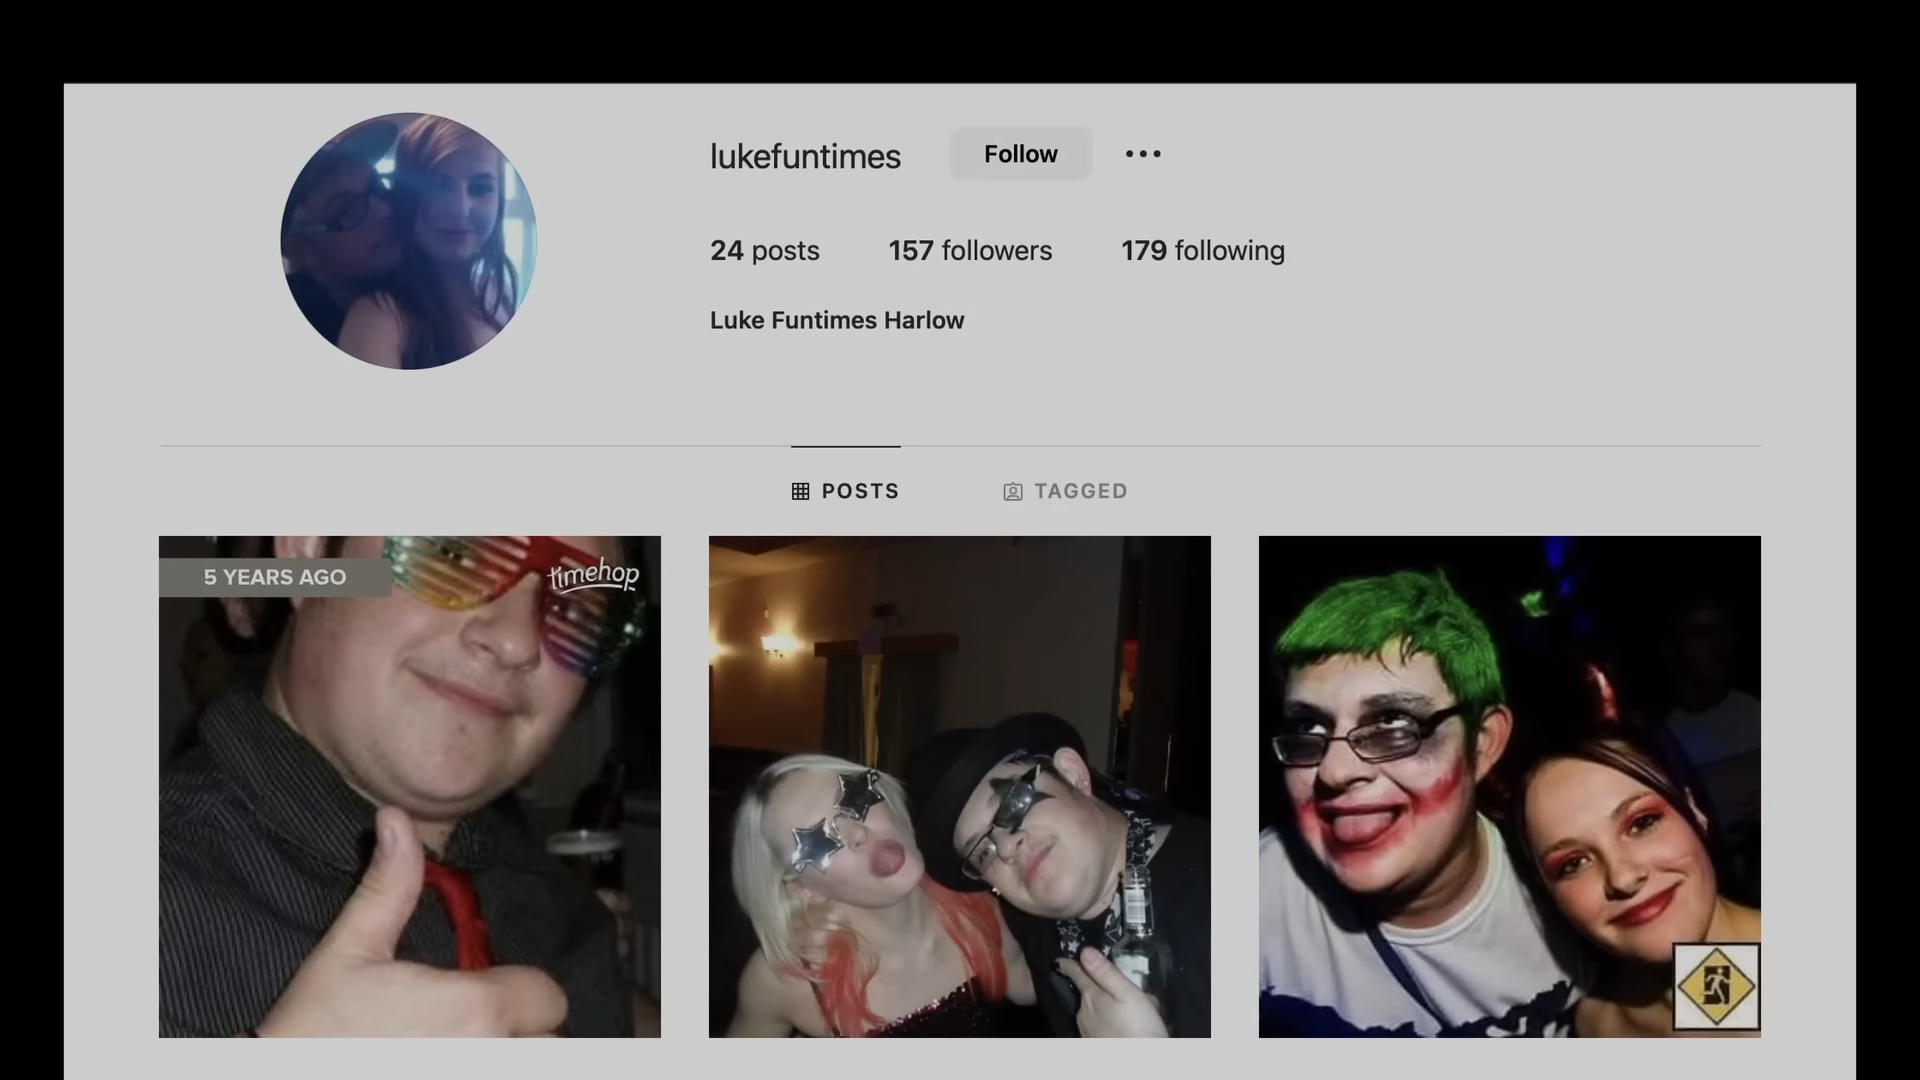 lukefuntimes
Follow
24 posts
157 followers
179 following
Luke Funtimes Harlow
POSTS
TAGGED
5 YEARS AGO
timehop